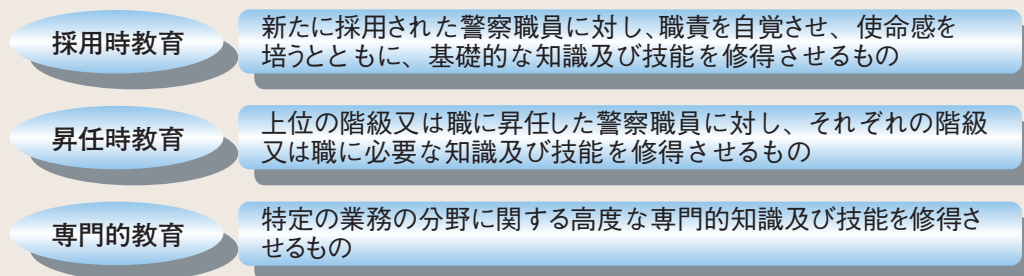 採用時教育
新たに採用された警察職員に対し、職責を自覚させ、使命感を
培うとともに、基礎的な知識及び技能を修得させるもの
昇任時教育
上位の階級又は職に昇任した警察職員に対し、それぞれの階級
又は職に必要な知識及び技能を修得させるもの
専門的教育
特定の業務の分野に関する高度な専門的知識及び技能を修得さ
せるもの